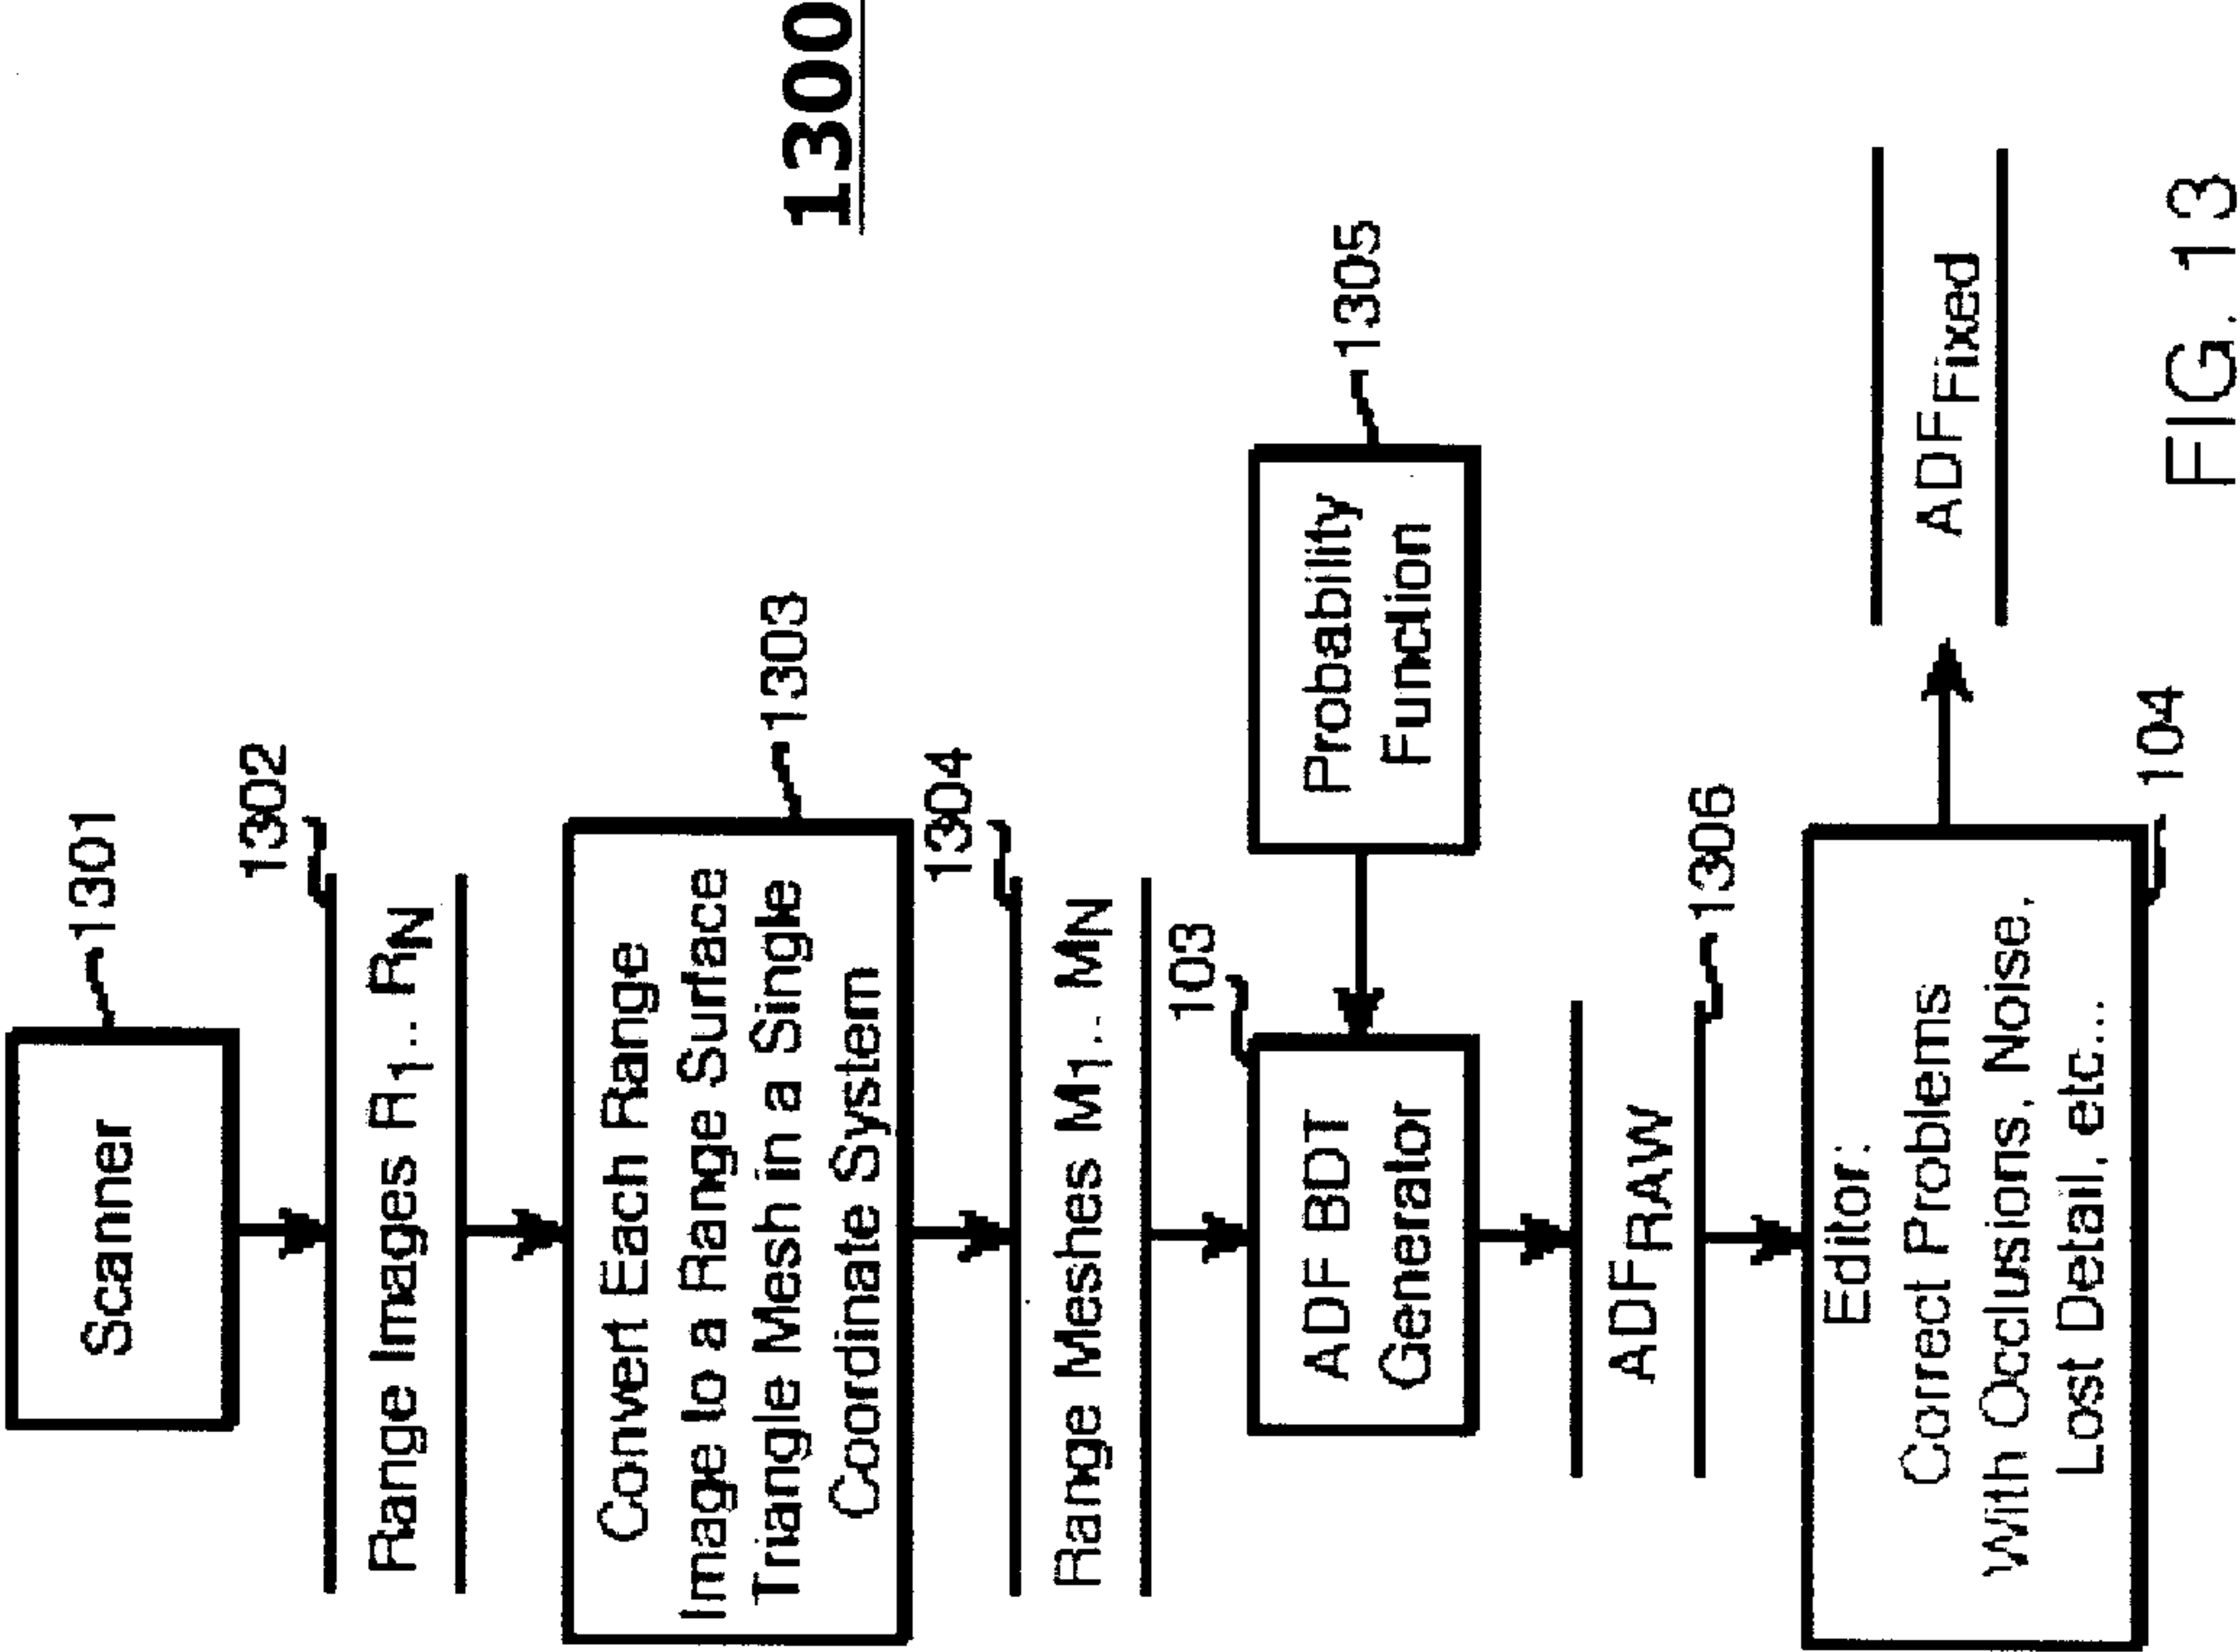 1300
Scanner
1301
1302
Range Images R1... RN
Convert Each Range
Image to a Range Surface
Triangle Mesh in a Single
Coordinate System
1303
1304
Range Meshes M1... MN
103
ADF BDT
Generator
Probability
Function
1305
ADFRAW
1306
Editor:
Correct Problems
With Occlusions, Noise,
Lost Detail, etc...
104
ADFFixed
FIG. 13